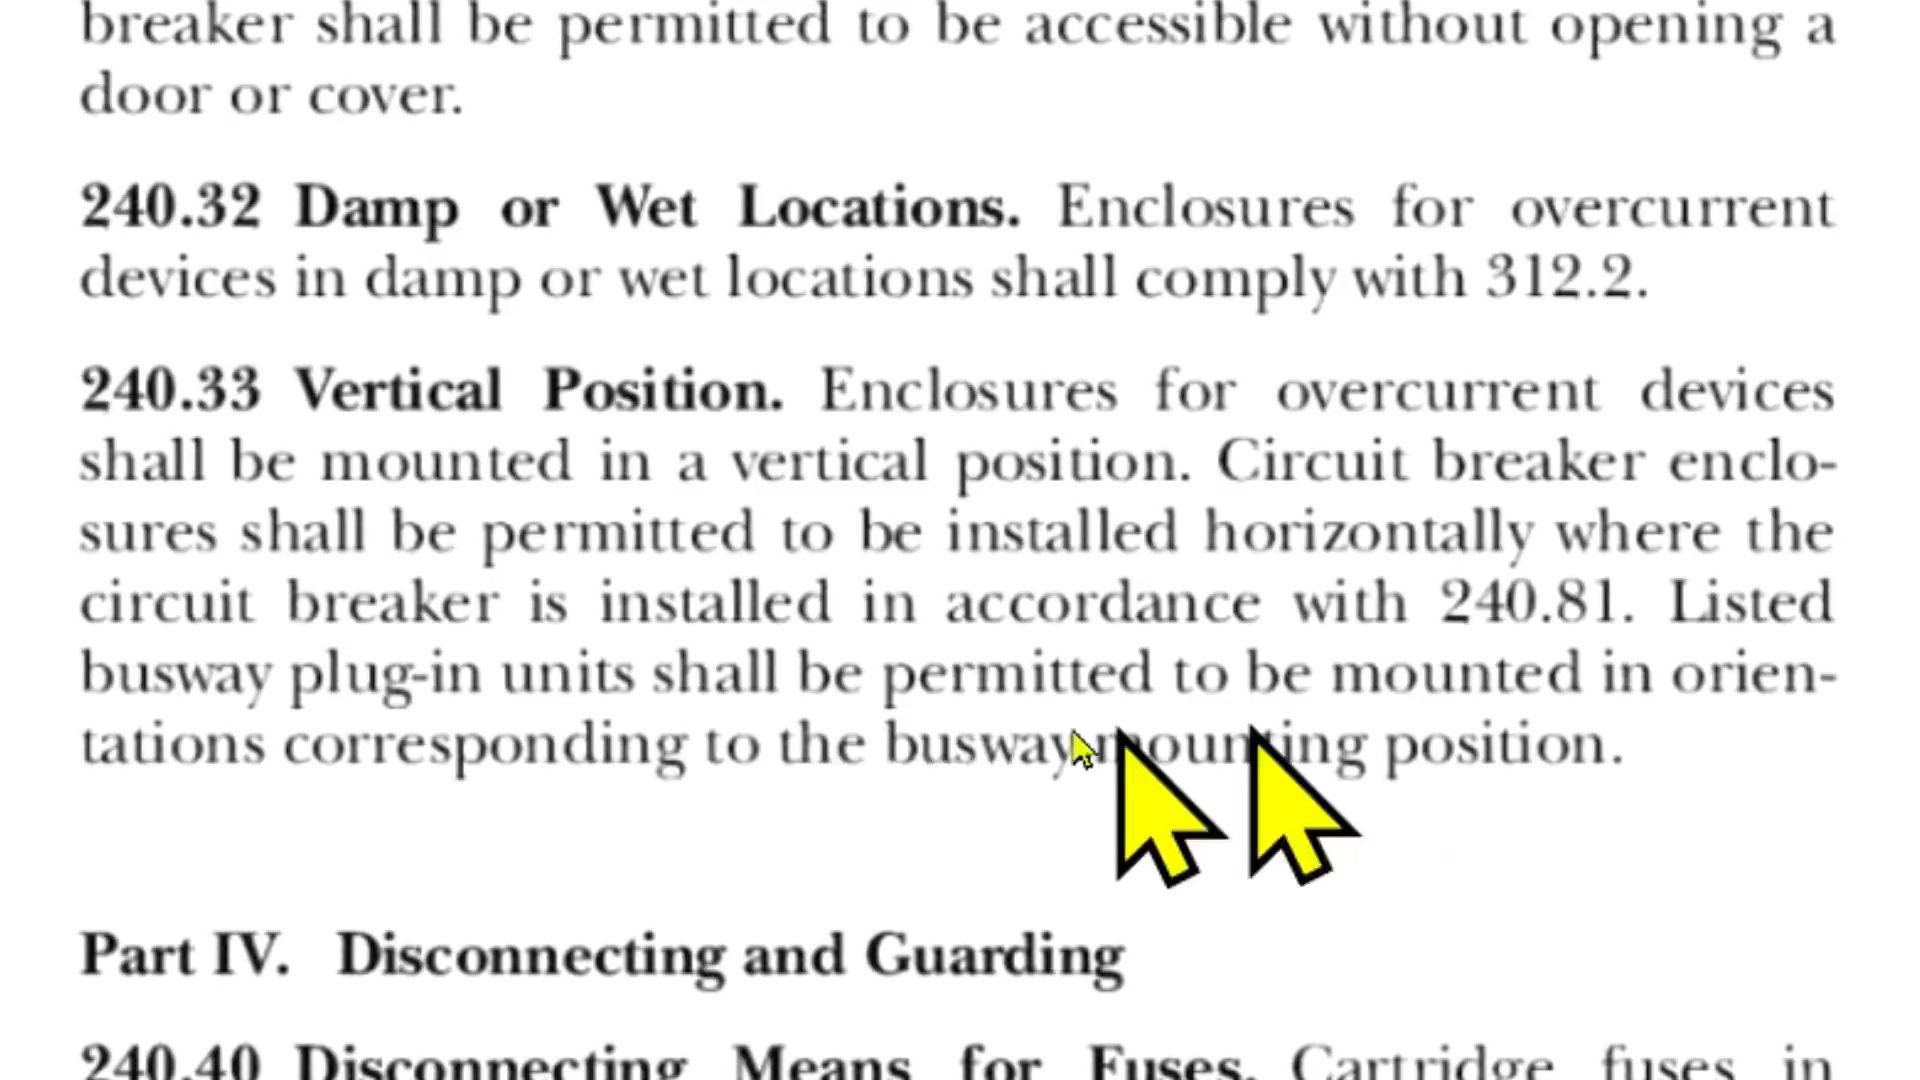 breaker shall be permitted to be accessible without opening a
door or cover.
240.32 Damp or Wet Locations. Enclosures for overcurrent
devices in damp or wet locations shall comply with 312.2.
240.33 Vertical Position. Enclosures for overcurrent devices
shall be mounted in a vertical position. Circuit breaker enclo-
sures shall be permitted to be installed horizontally where the
circuit breaker is installed in accordance with 240.81. Listed
busway plug-in units shall be permitted to be mounted in orien-
tations corresponding to the busway mounting position.
Part IV. Disconnecting and Guarding
240.40 Disconnecting Means for Fuses. Cartridge fuses in